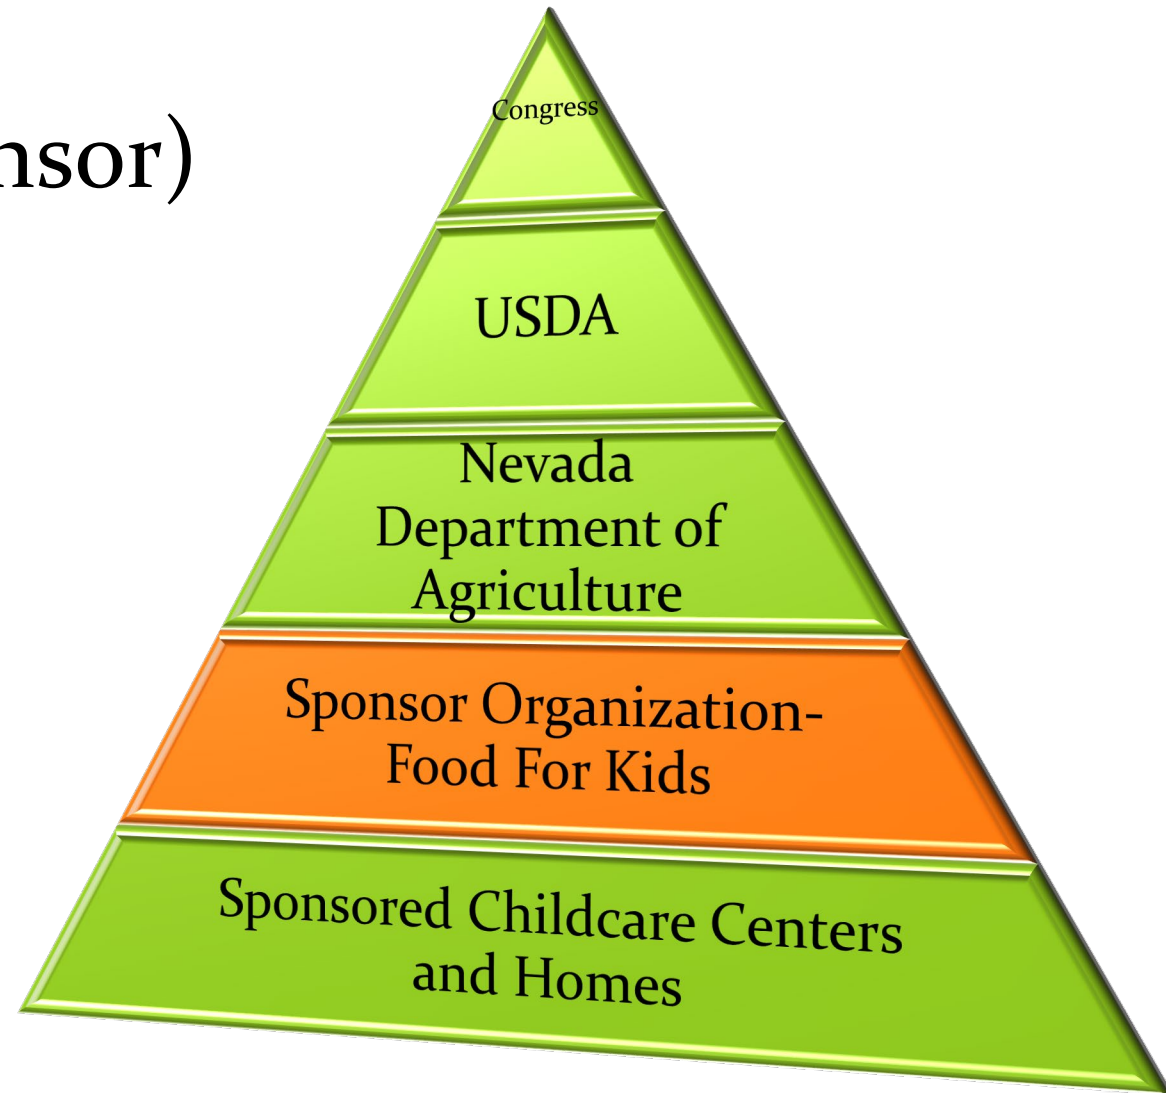 Congress
nsor)
USDA
Nevada
Department of
Agriculture
Sponsor Organization-
Food For Kids
Sponsored Childcare Centers
and Homes